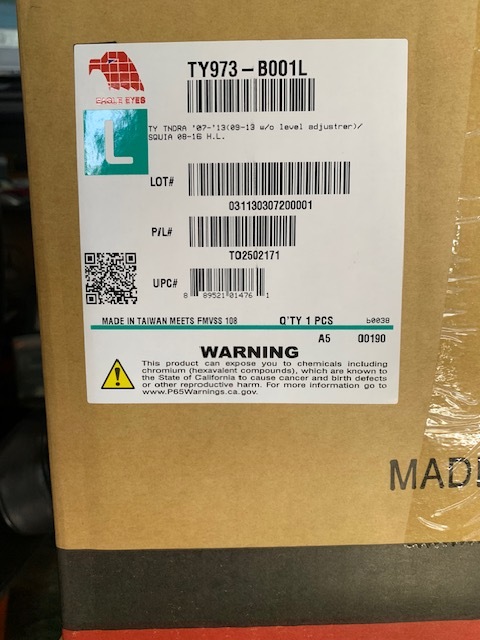 TY973-B001L
EAGLE EYES
L
TY TNDRA '07-'13(09-13 w/o level adjustrer)/
SQUIA 08-16 H.L.
LOT#
031130307200001
P/L#
TO2502171
UPC#
8 89521 01476 1
MADE IN TAIWAN MEETS FMVSS 108 Q'TY 1 PCS b0038
A5 00190
WARNING
This product can expose you to chemicals including
chromium (hexavalent compounds), which are known to
the State of California to cause cancer and birth defects
or other reproductive harm. For more information go to
www.P65Warnings.ca.gov.
MADE